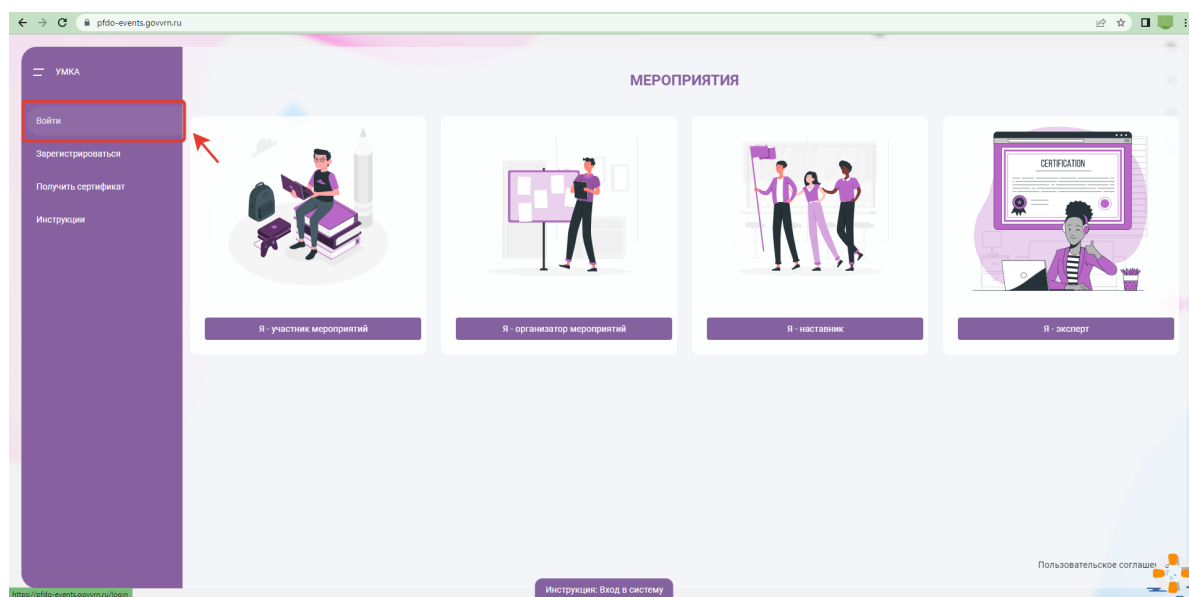 pfdo-events.govvrn.ru
УМКА
МЕРОПРИЯТИЯ
Войти
Зарегистрироваться
Получить сертификат
Инструкции
CERTIFICATION
Я - участник мероприятий
Я - организатор мероприятий
Я - наставник
Я - эксперт
Пользовательское
Инструкция: Вход в систему
https://pfdo-events.govvrn.ru/login